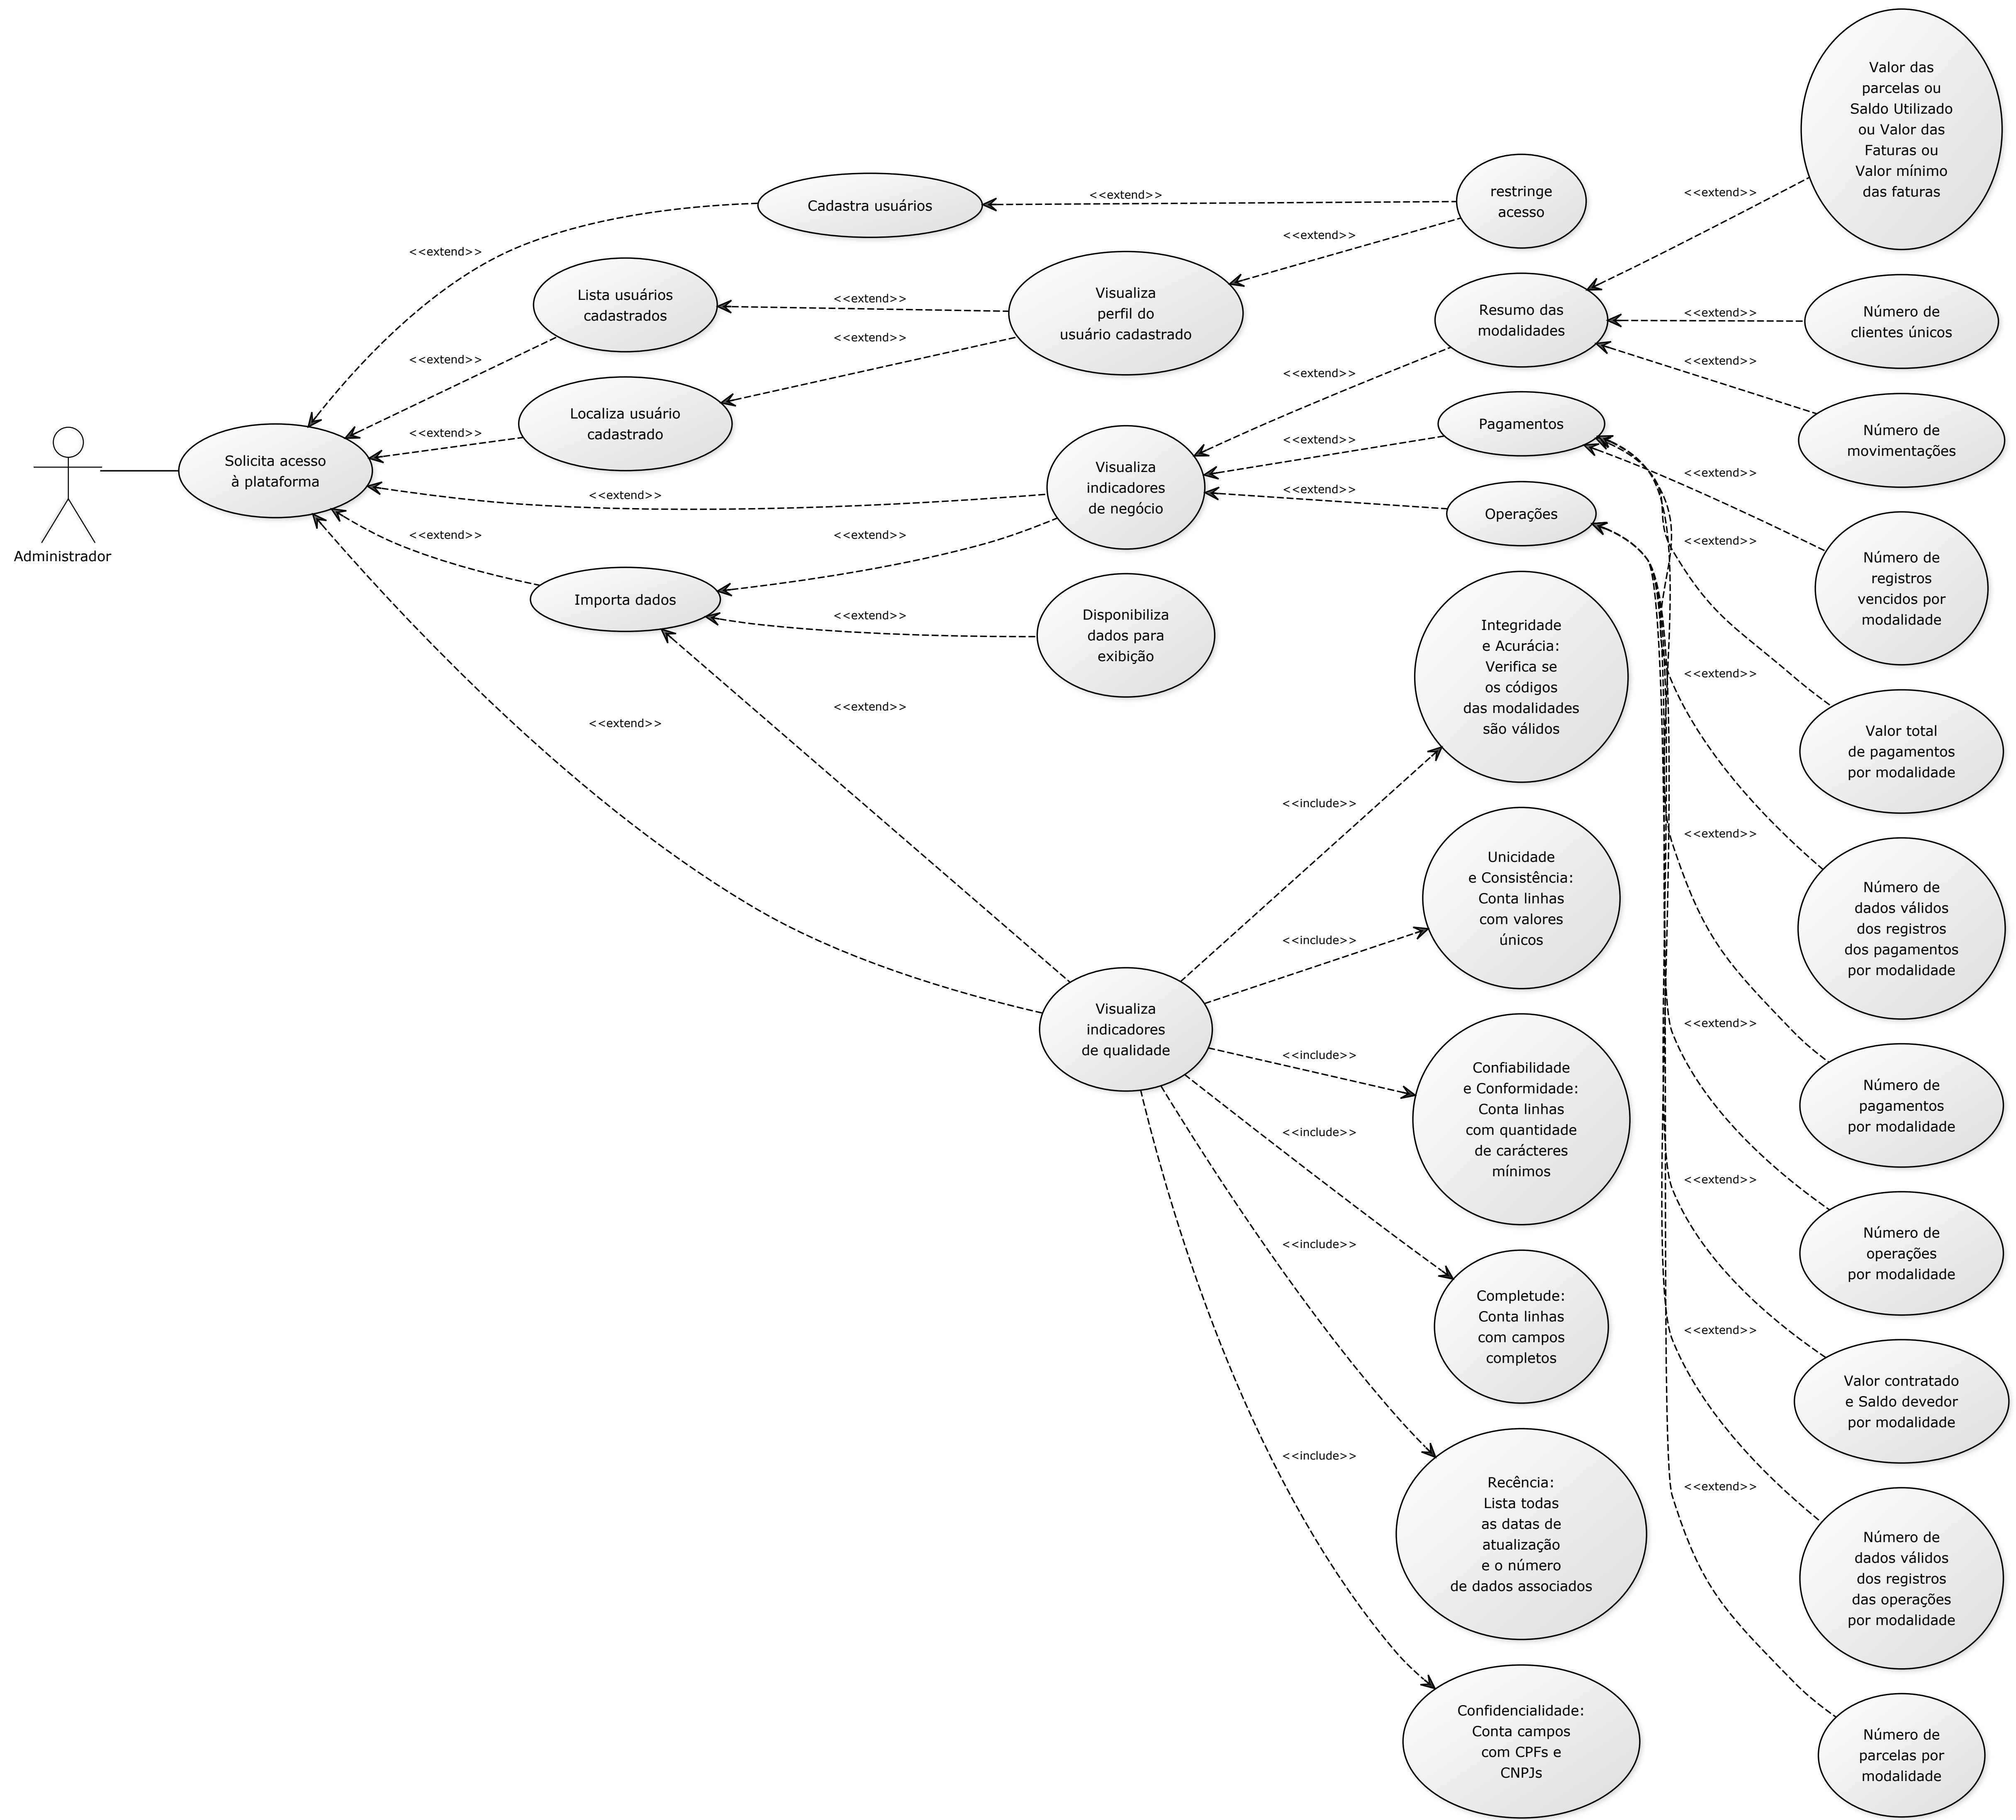 Administrador
Solicita acesso
à plataforma
<<extend>>
<<extend>>
<<extend>>
<<extend>>
<<extend>>
<<extend>>
Cadastra usuários
Lista usuários
cadastrados
Localiza usuário
cadastrado
Importa dados
<<extend>>
<<extend>>
<<extend>>
<<extend>>
<<extend>>
<<extend>>
Visualiza
perfil do
usuário cadastrado
Visualiza
indicadores
de negócio
Disponibiliza
dados para
exibição
Visualiza
indicadores
de qualidade
<<extend>>
<<extend>>
<<extend>>
<<extend>>
<<include>>
<<include>>
<<include>>
<<include>>
<<include>>
<<include>>
restringe
acesso
Resumo das
modalidades
Pagamentos
Operações
Integridade
e Acurácia:
Verifica se
os códigos
das modalidades
são válidos
Unicidade
e Consistência:
Conta linhas
com valores
únicos
Confiabilidade
e Conformidade:
Conta linhas
com quantidade
de carácteres
mínimos
Completude:
Conta linhas
com campos
completos
Recência:
Lista todas
as datas de
atualização
e o número
de dados associados
Confidencialidade:
Conta campos
com CPFs e
CNPJs
<<extend>>
<<extend>>
<<extend>>
<<extend>>
<<extend>>
<<extend>>
<<extend>>
<<extend>>
<<extend>>
<<extend>>
<<extend>>
Valor das
parcelas ou
Saldo Utilizado
ou Valor das
Faturas ou
Valor mínimo
das faturas
Número de
clientes únicos
Número de
movimentações
Número de
registros
vencidos por
modalidade
Valor total
de pagamentos
por modalidade
Número de
dados válidos
dos registros
dos pagamentos
por modalidade
Número de
pagamentos
por modalidade
Número de
operações
por modalidade
Valor contratado
e Saldo devedor
por modalidade
Número de
dados válidos
dos registros
das operações
por modalidade
Número de
parcelas por
modalidade